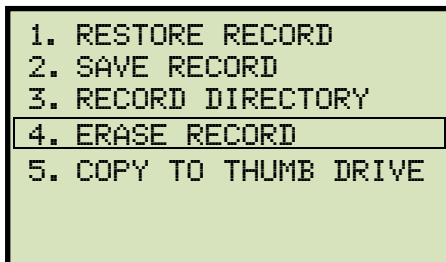 1. RESTORE RECORD
2. SAVE RECORD
3. RECORD DIRECTORY
4. ERASE RECORD
5. COPY TO THUMB DRIVE